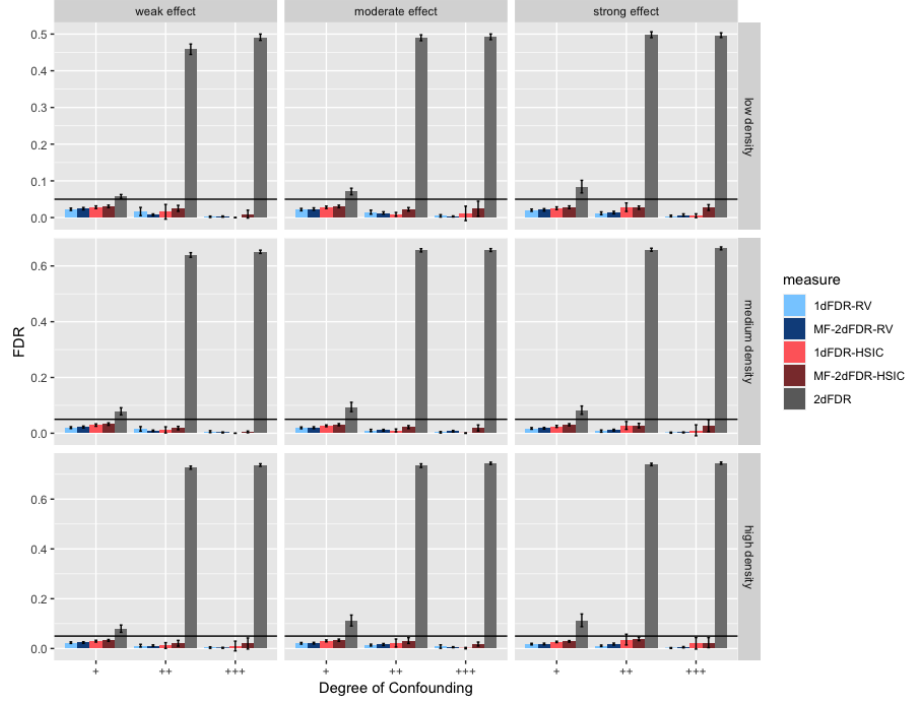 weak effect moderate effect strong effect
0.5
0.4
0.3
0.2
0.1
0.0
low density
0.6
0.4
0.2
0.0
medium density
0.6
0.4
0.2
0.0
high density
FDR
+ ++ +++ + ++ +++ + ++ +++
Degree of Confounding
measure
1dFDR-RV
MF-2dFDR-RV
1dFDR-HSIC
MF-2dFDR-HSIC
2dFDR